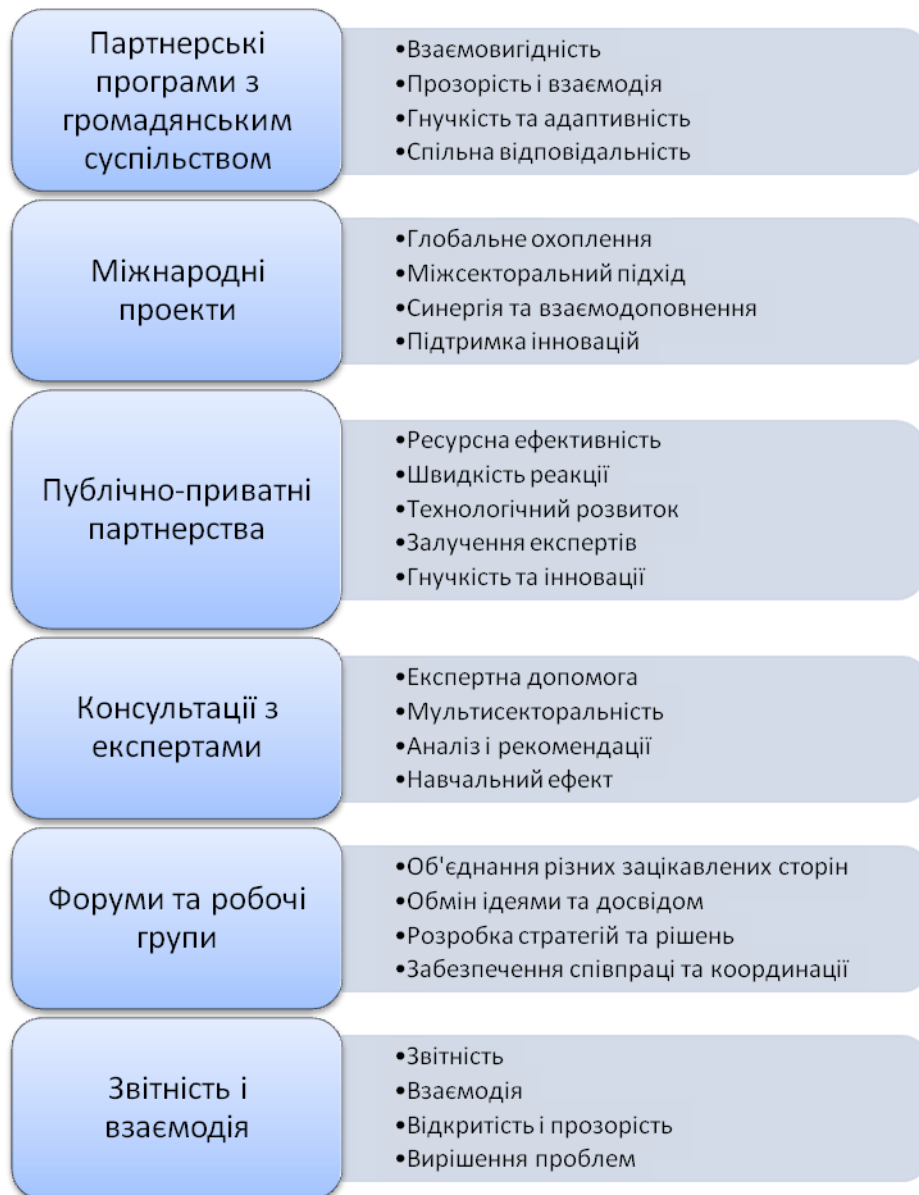 Партнерські
програми з
громадянським
суспільством
•Взаємовигідність
•Прозорість і взаємодія
•Гнучкість та адаптивність
•Спільна відповідальність
Міжнародні
проекти
•Глобальне охоплення
•Міжсекторальний підхід
•Синергія та взаємодоповнення
•Підтримка інновацій
Публічно-приватні
партнерства
•Ресурсна ефективність
•Швидкість реакції
•Технологічний розвиток
•Залучення експертів
•Гнучкість та інновації
Консультації з
експертами
•Експертна допомога
•Мультисекторальність
•Аналіз і рекомендації
•Навчальний ефект
Форуми та робочі
групи
•Об'єднання різних зацікавлених сторін
•Обмін ідеями та досвідом
•Розробка стратегій та рішень
•Забезпечення співпраці та координації
Звітність і
взаємодія
•Звітність
•Взаємодія
•Відкритість і прозорість
•Вирішення проблем